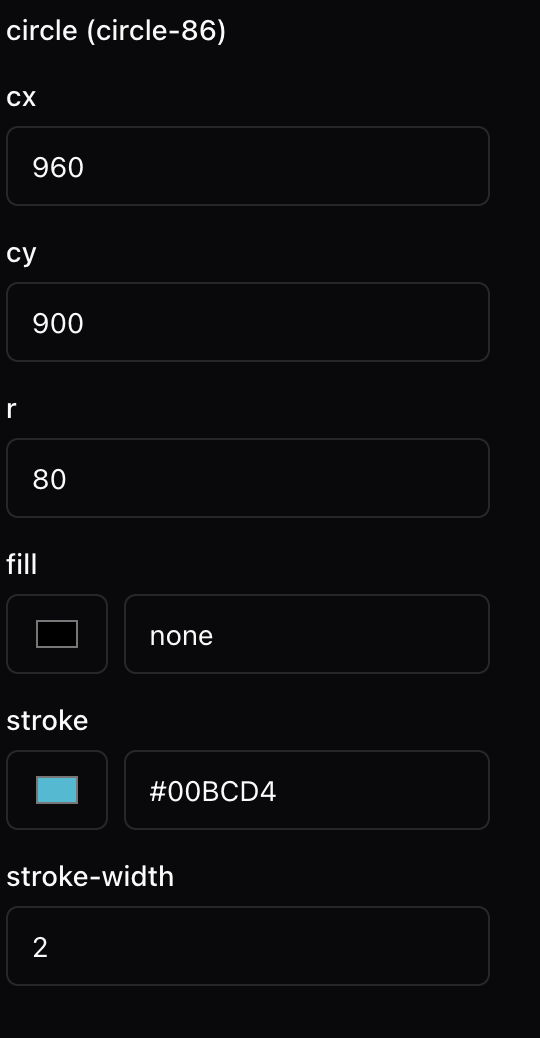 circle (circle-86)
cx
960
cy
900
r
80
fill
none
stroke
#00BCD4
stroke-width
2